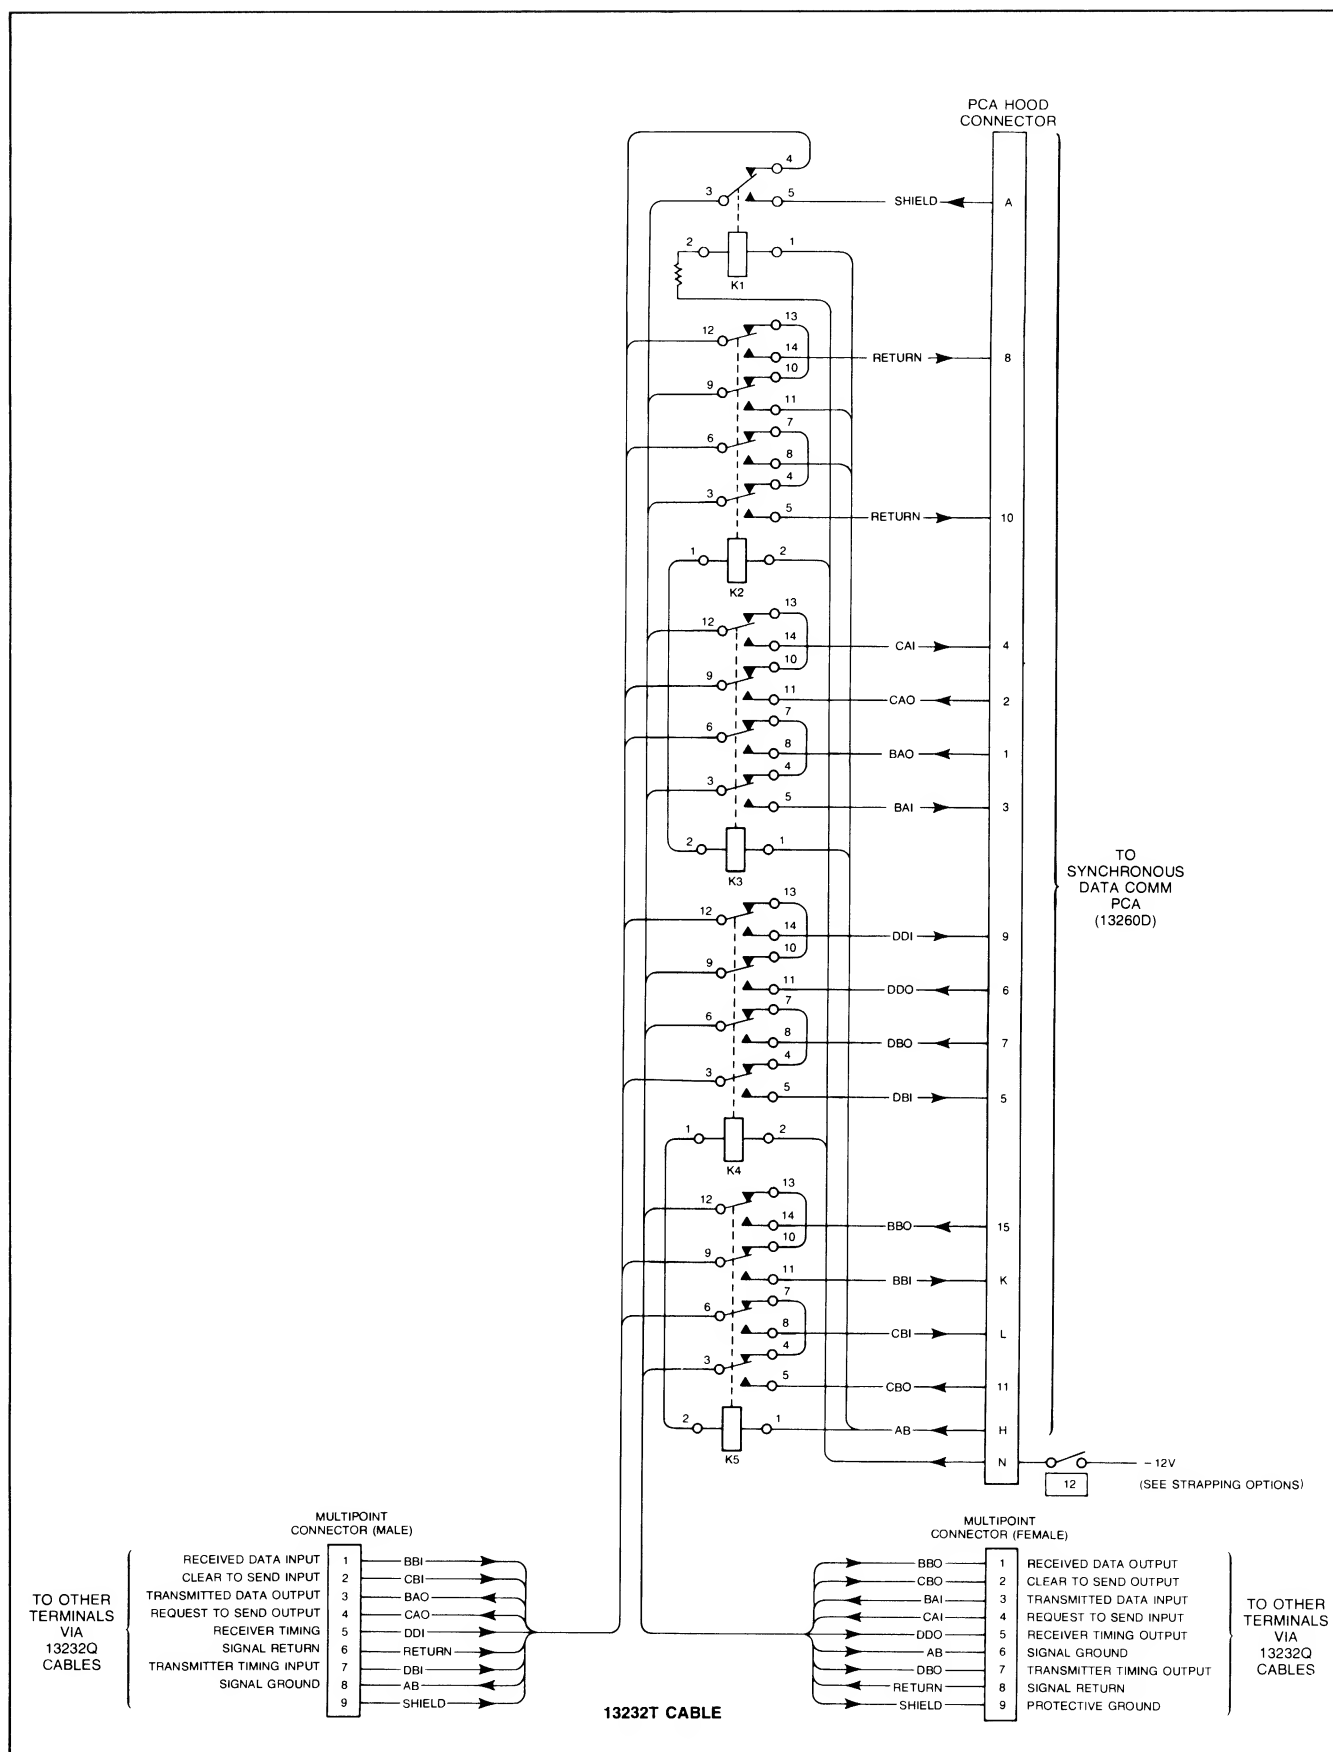 PCA HOOD
CONNECTOR
4
3
5
SHIELD
A
2
1
K1
13
12
14
RETURN
8
10
9
11
7
6
8
4
3
5
RETURN
10
1
2
K2
13
12
14
CAI
4
10
9
11
CAO
2
7
6
8
BAO
1
4
3
5
BAI
3
2
1
K3
TO
SYNCHRONOUS
DATA COMM
PCA
(13260D)
13
12
14
DDI
9
10
9
11
DDO
6
7
6
8
DBO
7
4
3
5
DBI
5
1
2
K4
13
12
14
BBO
15
10
9
11
BBI
K
7
6
8
CBI
L
4
3
5
CBO
11
2
1
AB
H
K5
N
– 12V
12
(SEE STRAPPING OPTIONS)
MULTIPOINT
CONNECTOR (MALE)
RECEIVED DATA INPUT 1 BBI
CLEAR TO SEND INPUT 2 CBI
TRANSMITTED DATA OUTPUT 3 BAO
REQUEST TO SEND OUTPUT 4 CAO
RECEIVER TIMING 5 DDI
SIGNAL RETURN 6 RETURN
TRANSMITTER TIMING INPUT 7 DBI
SIGNAL GROUND 8 AB
9 SHIELD
TO OTHER
TERMINALS
VIA
13232Q
CABLES
MULTIPOINT
CONNECTOR (FEMALE)
BBO 1 RECEIVED DATA OUTPUT
CBO 2 CLEAR TO SEND OUTPUT
BAI 3 TRANSMITTED DATA INPUT
CAI 4 REQUEST TO SEND INPUT
DDO 5 RECEIVER TIMING OUTPUT
AB 6 SIGNAL GROUND
DBO 7 TRANSMITTER TIMING OUTPUT
RETURN 8 SIGNAL RETURN
SHIELD 9 PROTECTIVE GROUND
TO OTHER
TERMINALS
VIA
13232Q
CABLES
13232T CABLE